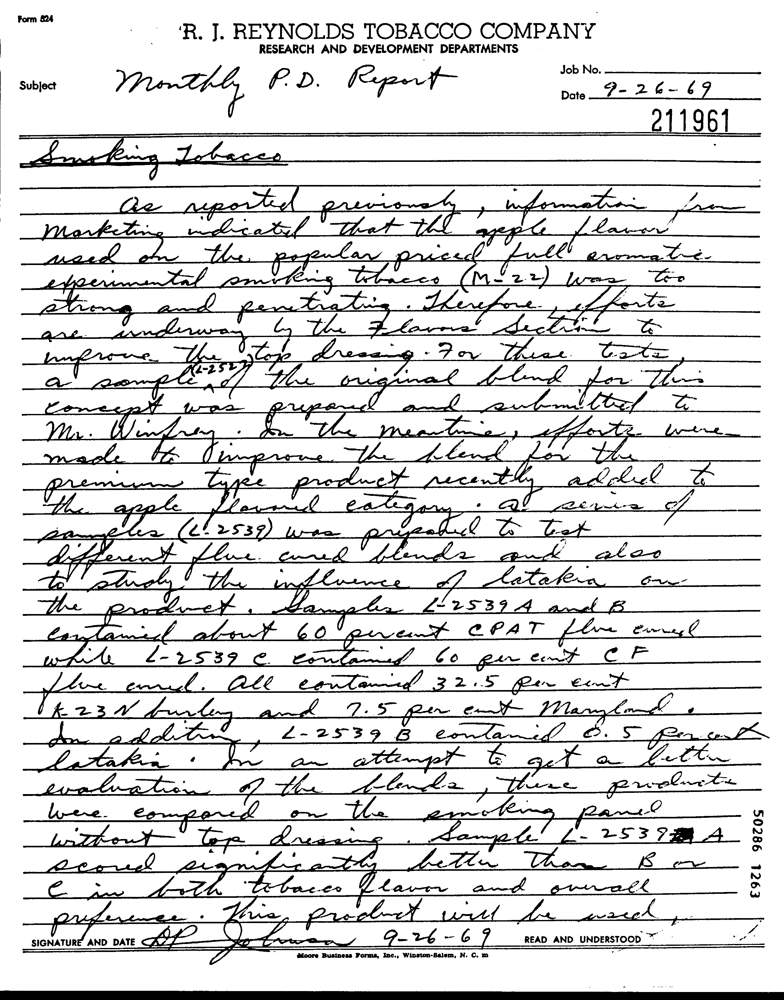 Form 824
R. J. REYNOLDS TOBACCO COMPANY
RESEARCH AND DEVELOPMENT DEPARTMENTS
Subject Monthly P.D. Report
Job No.
Date 9-26-69
211961
Smoking Tobacco
As reported previously, information from
Marketing indicated that the apple flavor
used on the popular priced full aromatic
experimental smoking tobacco (M-22) was too
strong and penetrating. Therefore, efforts
are underway by the Flavors Section to
improve the top dressing. For these tests,
a sample (L-2527) of the original blend for this
concept was prepared and submitted to
Mr. Winfrey. In the meantime, efforts were
made to improve the blend for the
premium type product recently added to
the apple flavored category. A series of
samples (L-2539) was prepared to test
different flue cured blends and also
to study the influence of latakia on
the product. Samples L-2539 A and B
contained about 60 percent CPAT flue cured
while L-2539 C contained 60 per cent CF
flue cured. All contained 32.5 per cent
K-23N burley and 7.5 per cent Maryland.
In addition, L-2539 B contained 0.5 per cent
latakia. In an attempt to get a better
evaluation of the blends, these products
were compared on the smoking panel
without top dressing. Sample L-2539 A
scored significantly better than B or
C in both tobacco flavor and overall
preference. This product will be used,
SIGNATURE AND DATE DP Johnson 9-26-69 READ AND UNDERSTOOD
Moore Business Forms, Inc., Winston-Salem, N. C. m
50286 1263